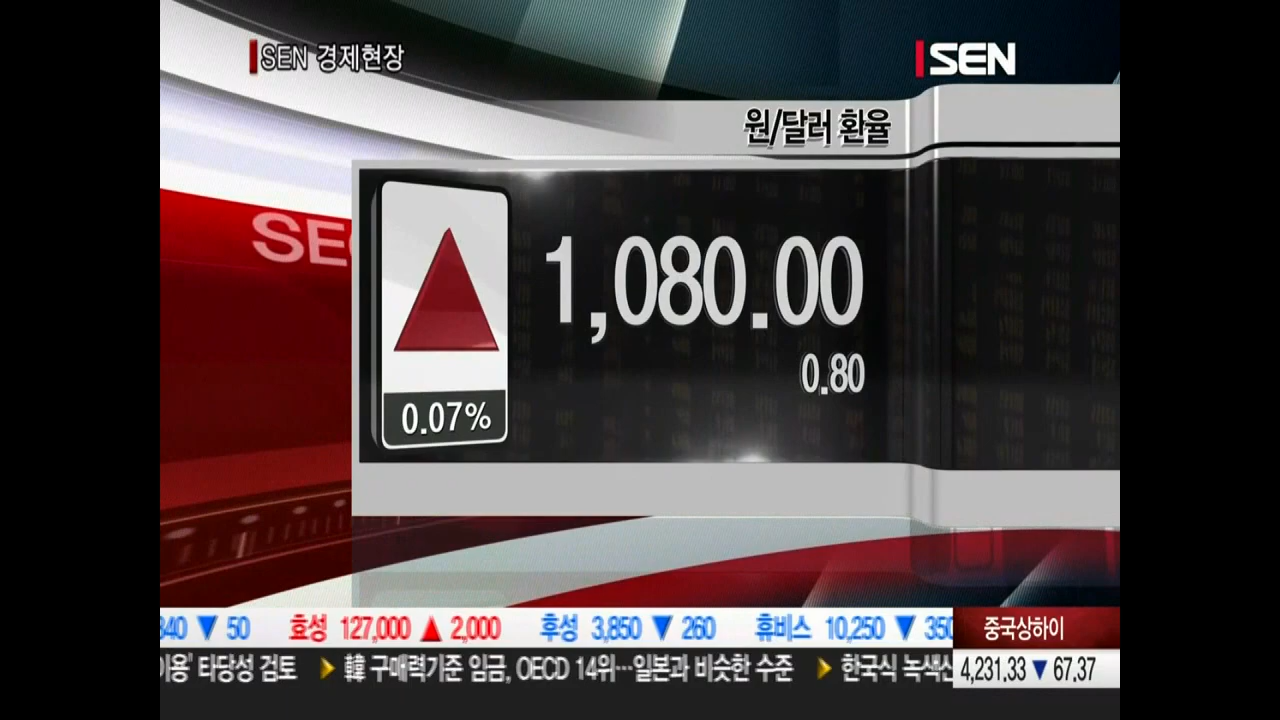 SEN 경제현장
SEN
원/달러 환율
SE
1,080.00
0.80
0.07%
340 ▼ 50 효성 127,000 ▲ 2,000 후성 3,850 ▼ 260 휴비스 10,250 ▼ 350
중국상하이
이용' 타당성 검토 ▶ 韓 구매력기준 임금, OECD 14위…일본과 비슷한 수준 ▶ 한국식 녹색산
4,231.33 ▼ 67.37